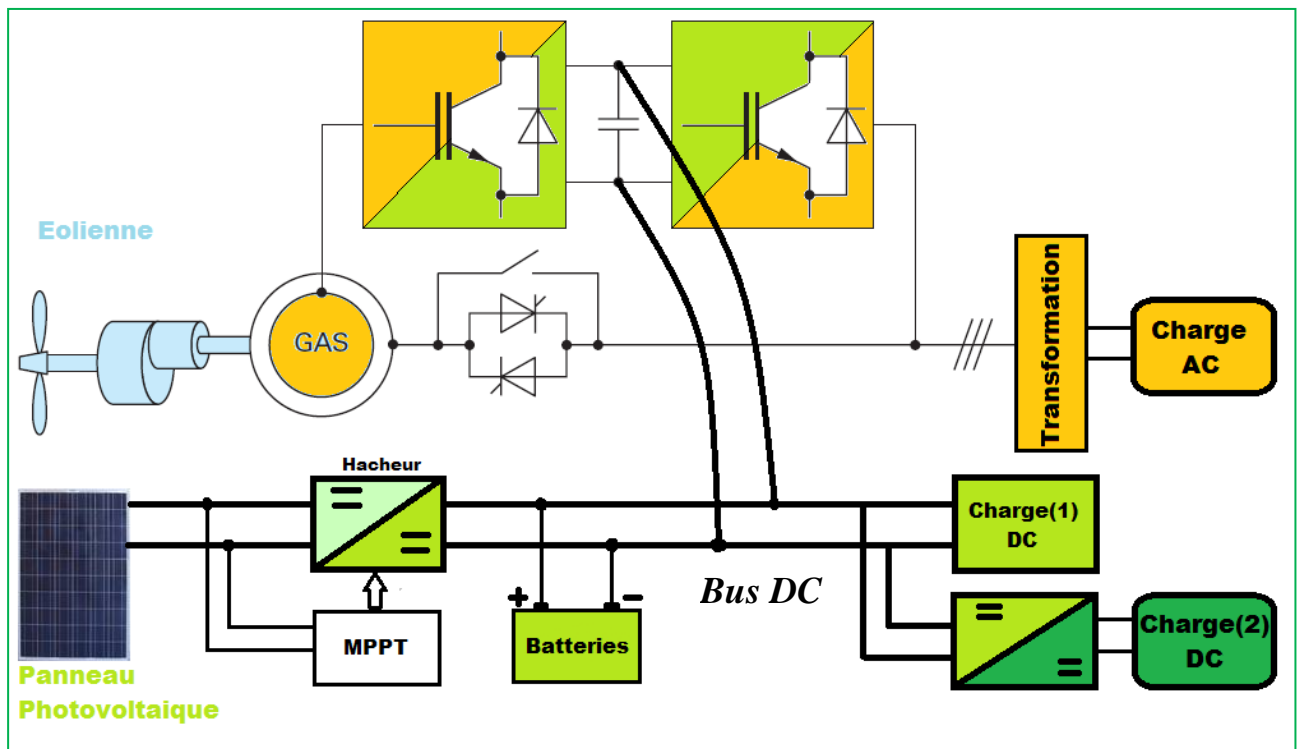 Eolienne
GAS
Transformation
Charge
AC
Hacheur
Charge(1)
DC
+
-
Bus DC
MPPT
Batteries
Charge(2)
DC
Panneau
Photovoltaique